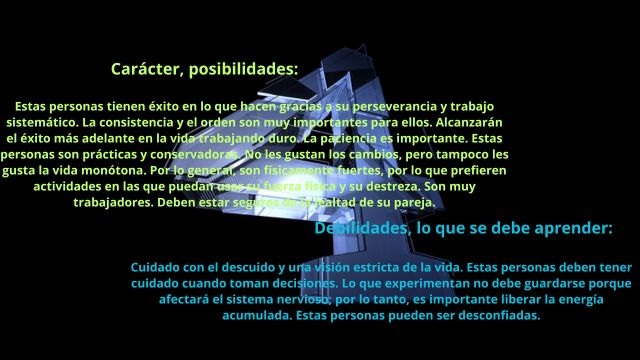 Carácter, posibilidades:
Estas personas tienen éxito en lo que hacen gracias a su perseverancia y trabajo
sistemático. La consistencia y el orden son muy importantes para ellos. Alcanzarán
el éxito más adelante en la vida trabajando duro. La paciencia es importante. Estas
personas son prácticas y conservadoras. No les gustan los cambios, pero tampoco les
gusta la vida monótona. Por lo general, son físicamente fuertes, por lo que prefieren
actividades en las que puedan usar su fuerza física y su destreza. Son muy
trabajadores. Deben estar seguros de la lealtad de su pareja.
Debilidades, lo que se debe aprender:
Cuidado con el descuido y una visión estricta de la vida. Estas personas deben tener
cuidado cuando toman decisiones. Lo que experimentan no debe guardarse porque
afectará el sistema nervioso; por lo tanto, es importante liberar la energía
acumulada. Estas personas pueden ser desconfiadas.